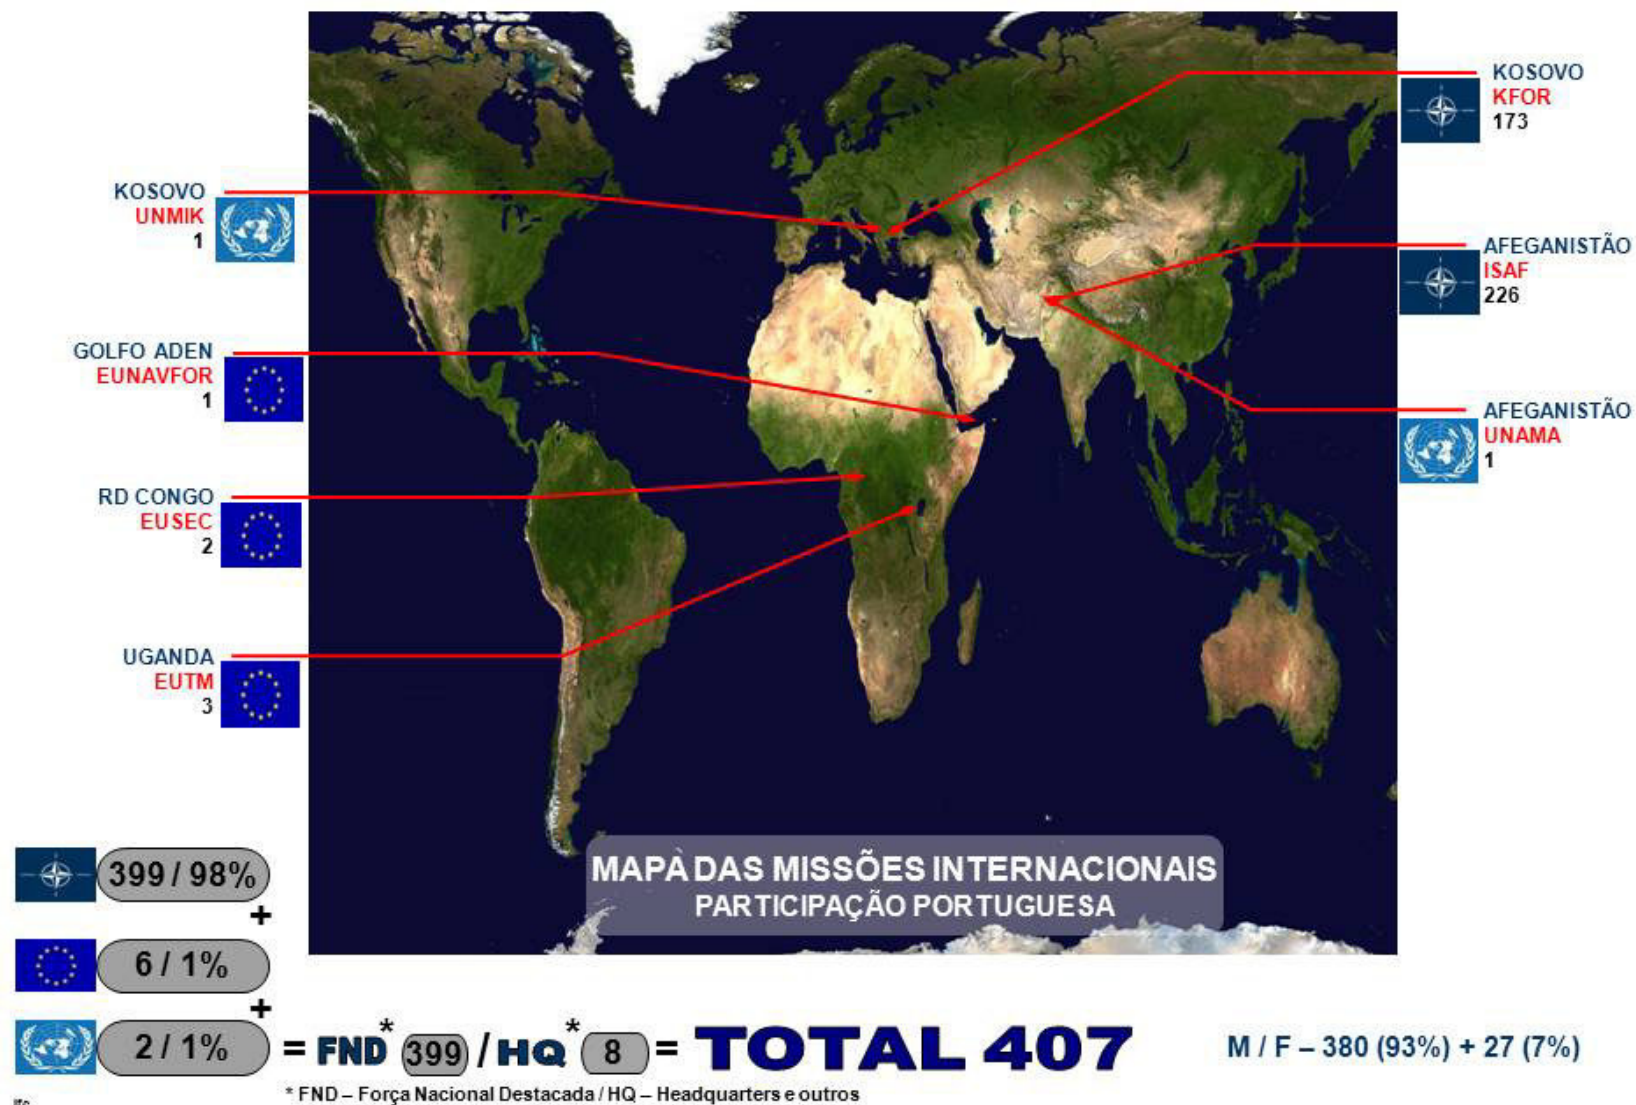 KOSOVO
KFOR
173
KOSOVO
UNMIK
1
AFEGANISTÃO
ISAF
226
GOLFO ADEN
EUNAVFOR
1
AFEGANISTÃO
UNAMA
1
RD CONGO
EUSEC
2
UGANDA
EUTM
3
MAPÀ DAS MISSÕES INTERNACIONAIS
PARTICIPAÇÃO PORTUGUESA
399 / 98%
+
6 / 1%
+
2 / 1% = FND* 399 / HQ* 8 = TOTAL 407
M / F – 380 (93%) + 27 (7%)
* FND – Força Nacional Destacada / HQ – Headquarters e outros